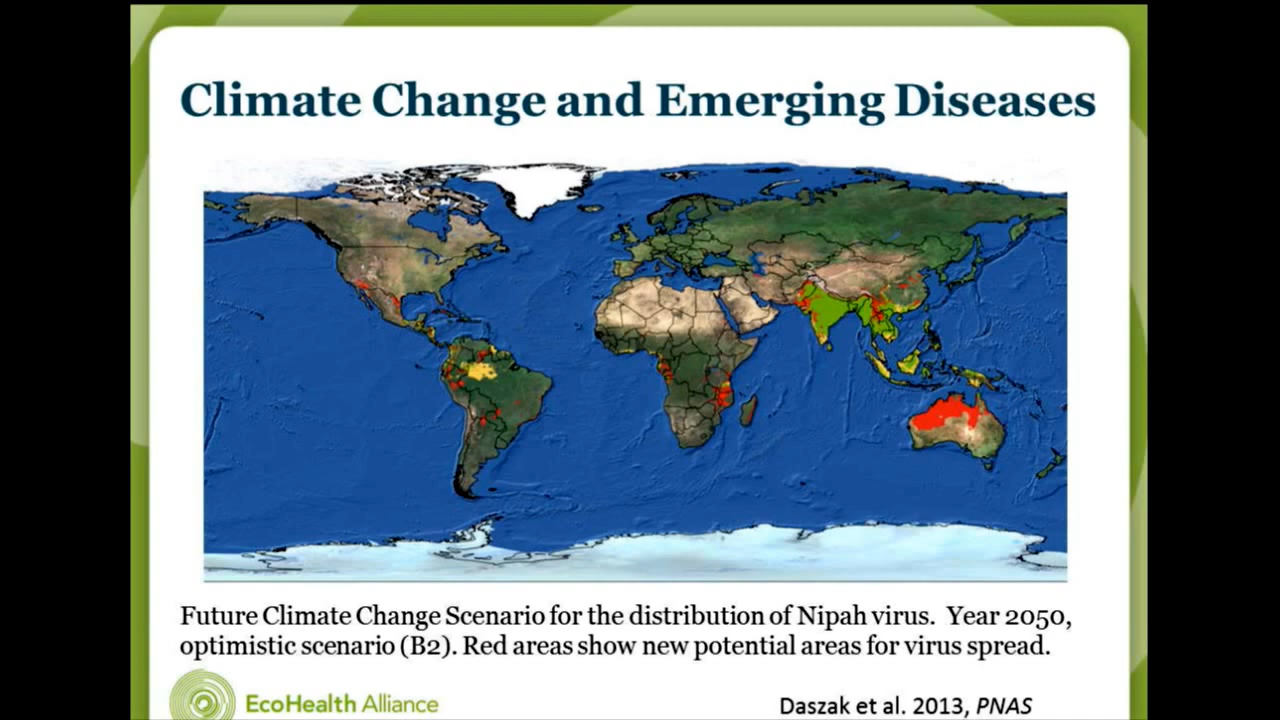 Climate Change and Emerging Diseases
Future Climate Change Scenario for the distribution of Nipah virus. Year 2050,
optimistic scenario (B2). Red areas show new potential areas for virus spread.
EcoHealth Alliance
Daszak et al. 2013, PNAS